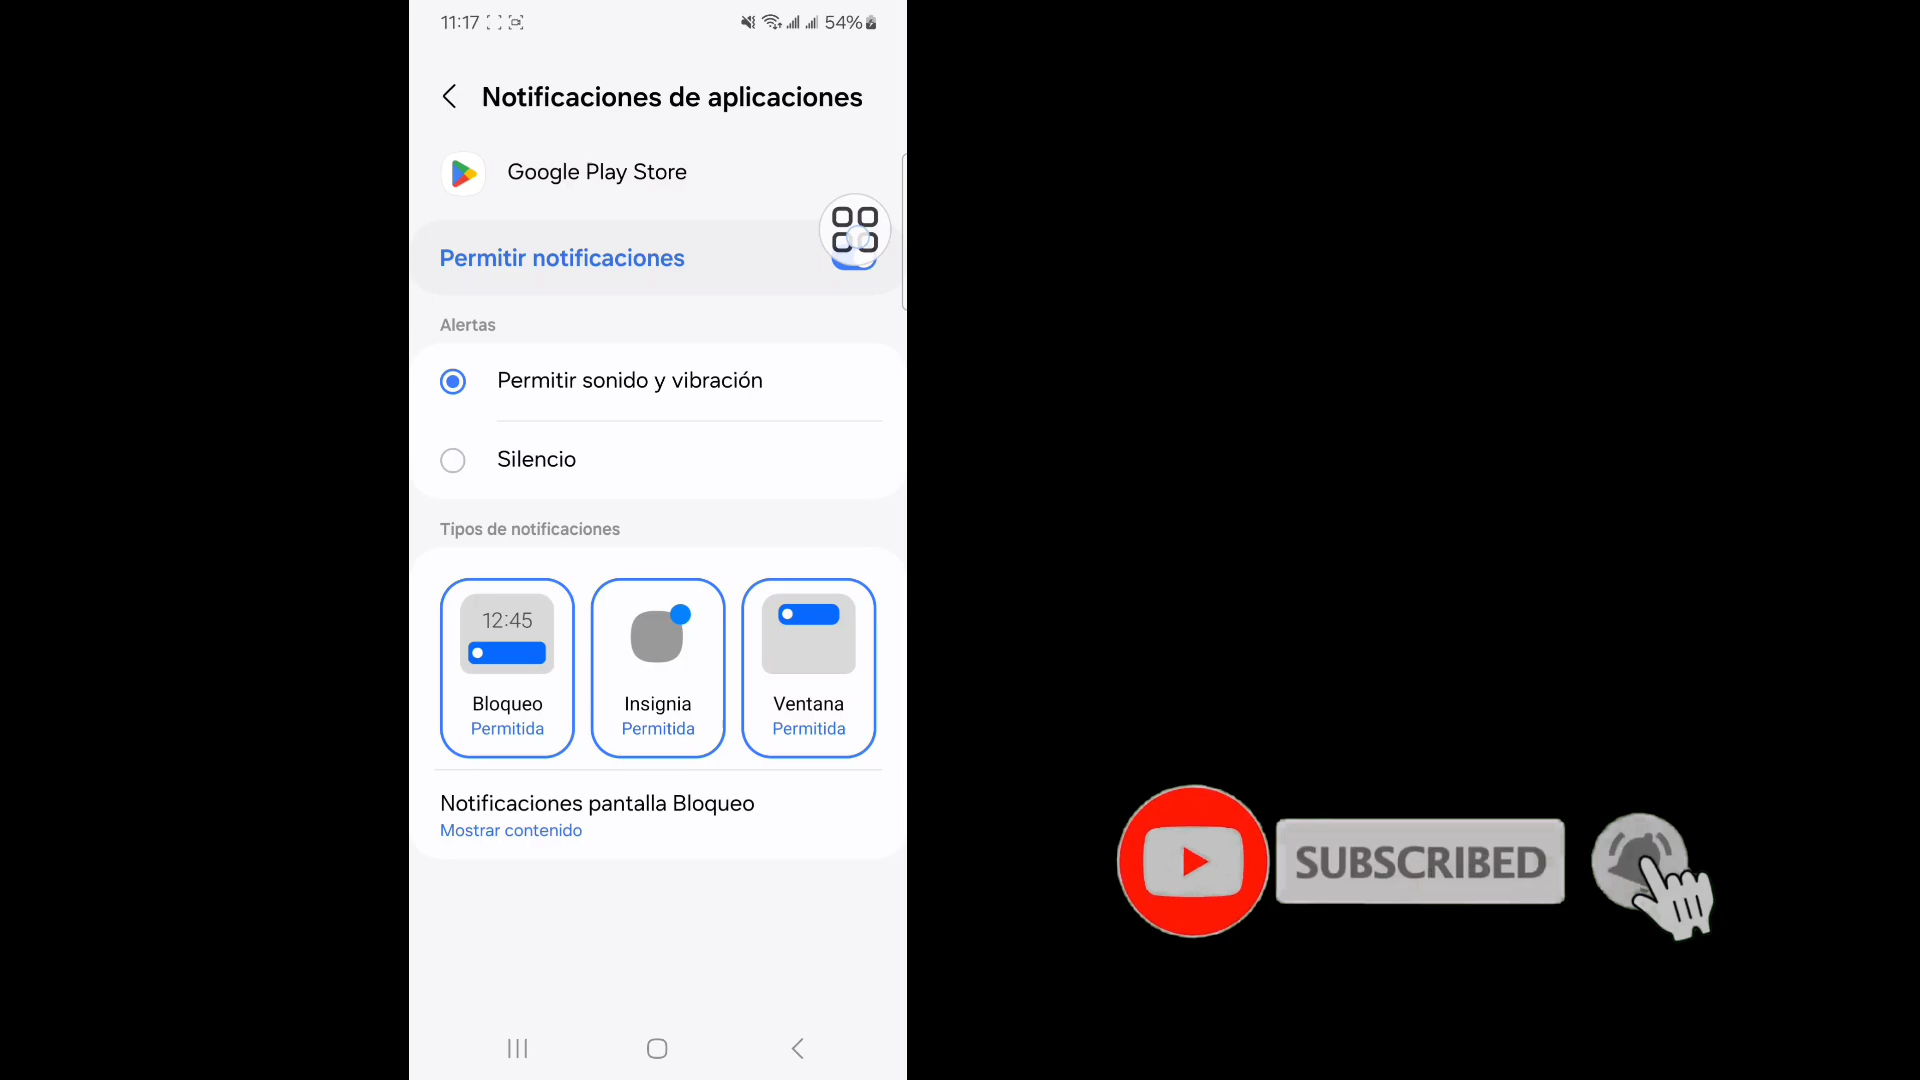 11:17
54%
Notificaciones de aplicaciones
Google Play Store
Permitir notificaciones
Alertas
Permitir sonido y vibración
Silencio
Tipos de notificaciones
12:45
Bloqueo
Permitida
Insignia
Permitida
Ventana
Permitida
Notificaciones pantalla Bloqueo
Mostrar contenido
SUBSCRIBED